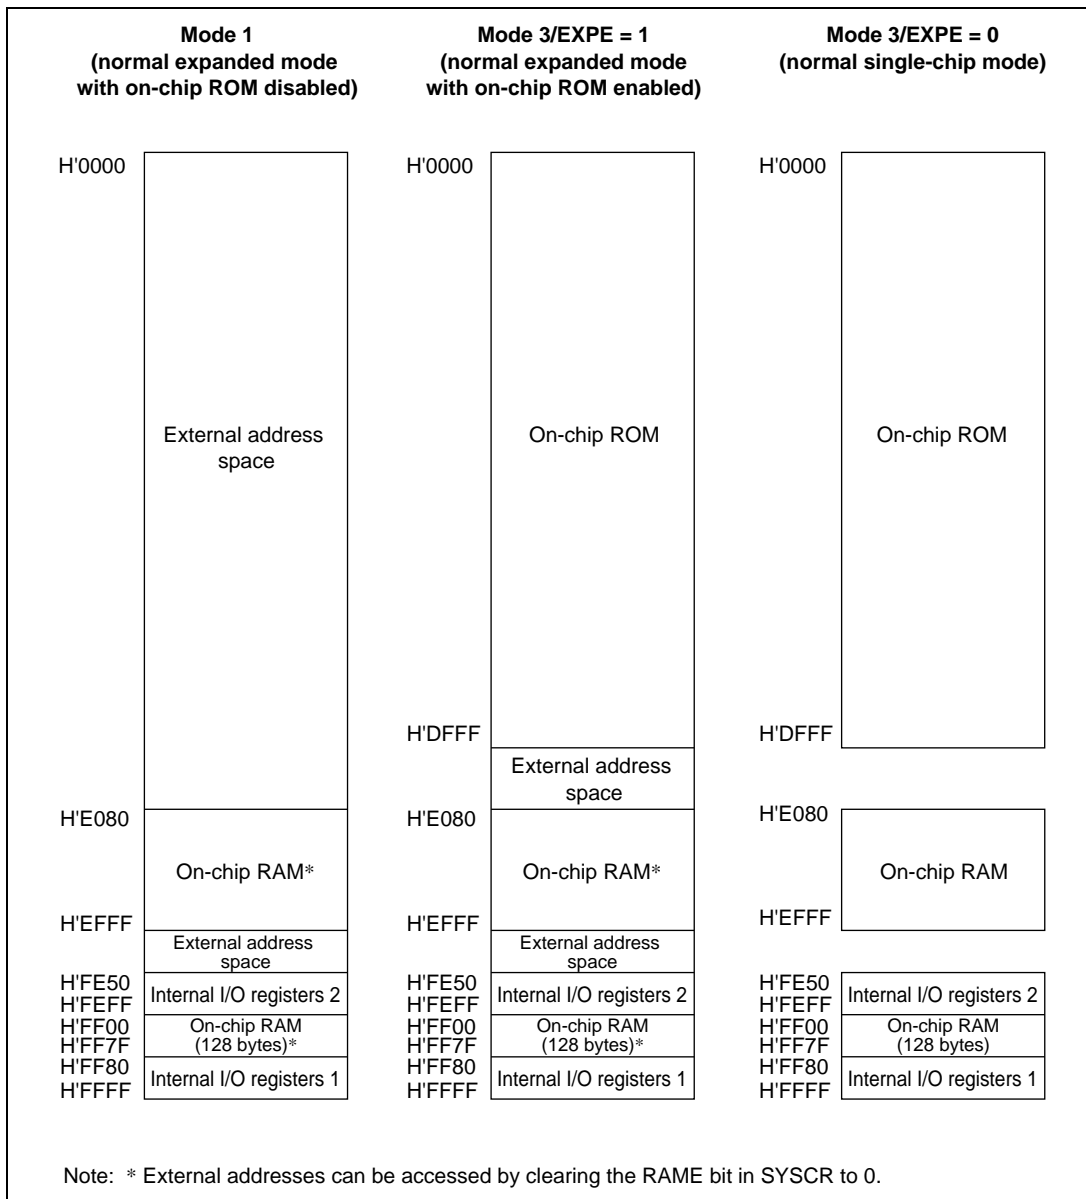 Mode 1
(normal expanded mode
with on-chip ROM disabled)
H'0000
External address
space
H'E080
On-chip RAM*
H'EFFF
External address
space
H'FE50
Internal I/O registers 2
H'FEFF
H'FF00
On-chip RAM
(128 bytes)*
H'FF7F
H'FF80
Internal I/O registers 1
H'FFFF
Mode 3/EXPE = 1
(normal expanded mode
with on-chip ROM enabled)
H'0000
On-chip ROM
H'DFFF
External address
space
H'E080
On-chip RAM*
H'EFFF
External address
space
H'FE50
Internal I/O registers 2
H'FEFF
H'FF00
On-chip RAM
(128 bytes)*
H'FF7F
H'FF80
Internal I/O registers 1
H'FFFF
Mode 3/EXPE = 0
(normal single-chip mode)
H'0000
On-chip ROM
H'DFFF
H'E080
On-chip RAM
H'EFFF
H'FE50
Internal I/O registers 2
H'FEFF
H'FF00
On-chip RAM
(128 bytes)
H'FF7F
H'FF80
Internal I/O registers 1
H'FFFF
Note: * External addresses can be accessed by clearing the RAME bit in SYSCR to 0.